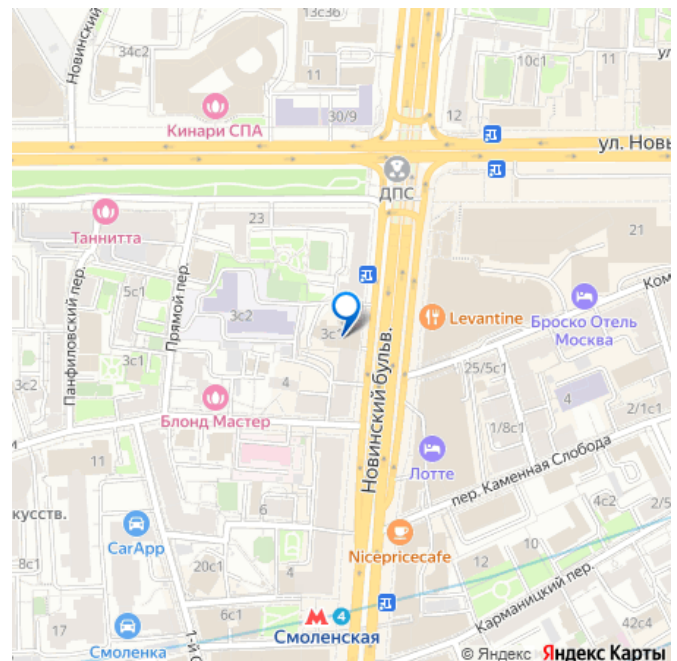 13с36
Новинский
34с2
11
10с1
11
Кинари СПА
30/9
12
ул. Новы
ДПС
Таннитта
23
21
5с1
Ком
Levantine
Броско Отель
Москва
Панфиловский пер.
Прямой пер.
3с2
3с
3с1
25/5с1
3с2
4
4
2/1с1
Блонд Мастер
1/8с1
Новинский бульв.
и
11
Лотте
пер. Каменная Слобода
4с2
2/5
кусств.
6
CarApp
Nicepricecafe
8с1
20с1
4
12
10
6с1
4
Карманицкий пер.
17
Смоленская
42с4
Смоленка
1-й С
© Яндекс Яндекс Карты